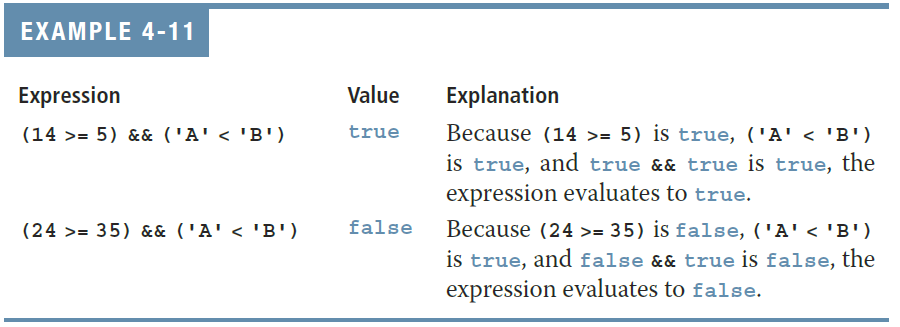 EXAMPLE 4-11
Expression Value Explanation
(14 >= 5) && ('A' < 'B') true Because (14 >= 5) is true, ('A' < 'B')
is true, and true && true is true, the
expression evaluates to true.
(24 >= 35) && ('A' < 'B') false Because (24 >= 35) is false, ('A' < 'B')
is true, and false && true is false, the
expression evaluates to false.